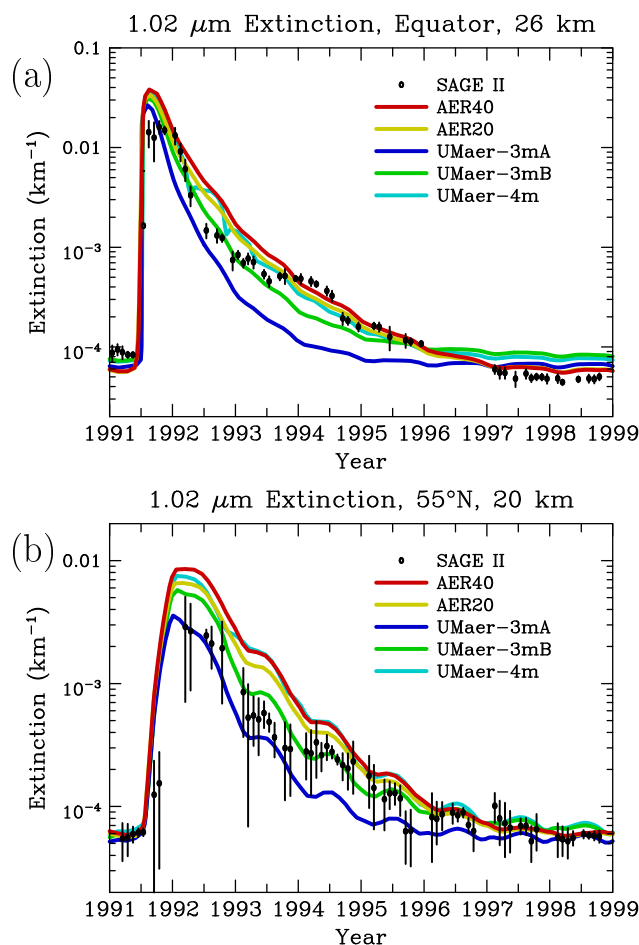 1.02 μm Extinction, Equator, 26 km
(a)
0.1
0.01
10⁻³
10⁻⁴
Extinction (km⁻¹)
SAGE II
AER40
AER20
UMaer-3mA
UMaer-3mB
UMaer-4m
1991 1992 1993 1994 1995 1996 1997 1998 1999
Year
1.02 μm Extinction, 55°N, 20 km
(b)
0.01
10⁻³
10⁻⁴
Extinction (km⁻¹)
SAGE II
AER40
AER20
UMaer-3mA
UMaer-3mB
UMaer-4m
1991 1992 1993 1994 1995 1996 1997 1998 1999
Year